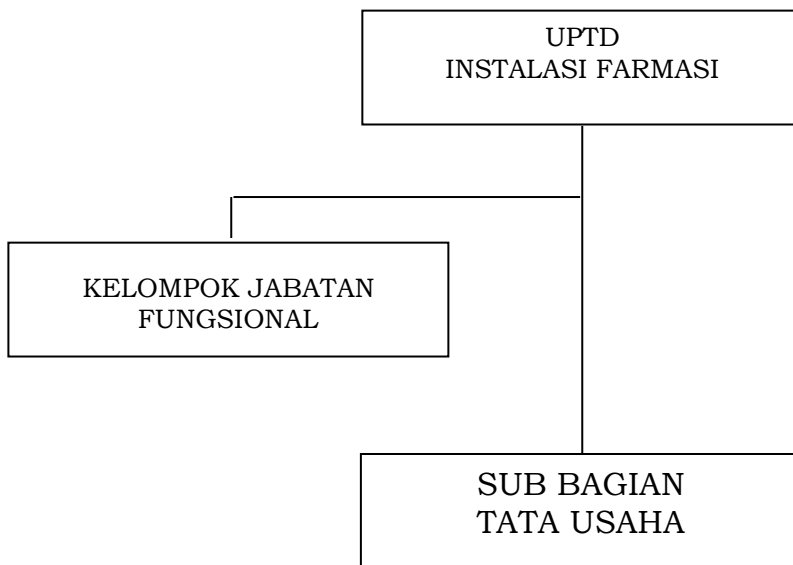 UPTD
INSTALASI FARMASI
KELOMPOK JABATAN
FUNGSIONAL
SUB BAGIAN
TATA USAHA